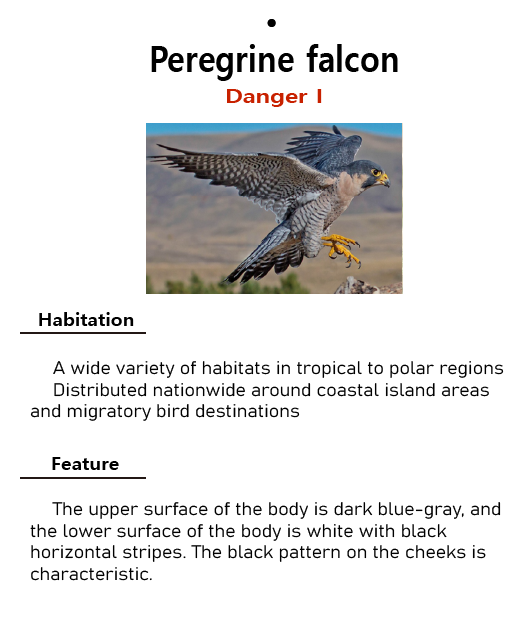 •
Peregrine falcon
Danger I
Habitation
A wide variety of habitats in tropical to polar regions
Distributed nationwide around coastal island areas
and migratory bird destinations
Feature
The upper surface of the body is dark blue-gray, and
the lower surface of the body is white with black
horizontal stripes. The black pattern on the cheeks is
characteristic.